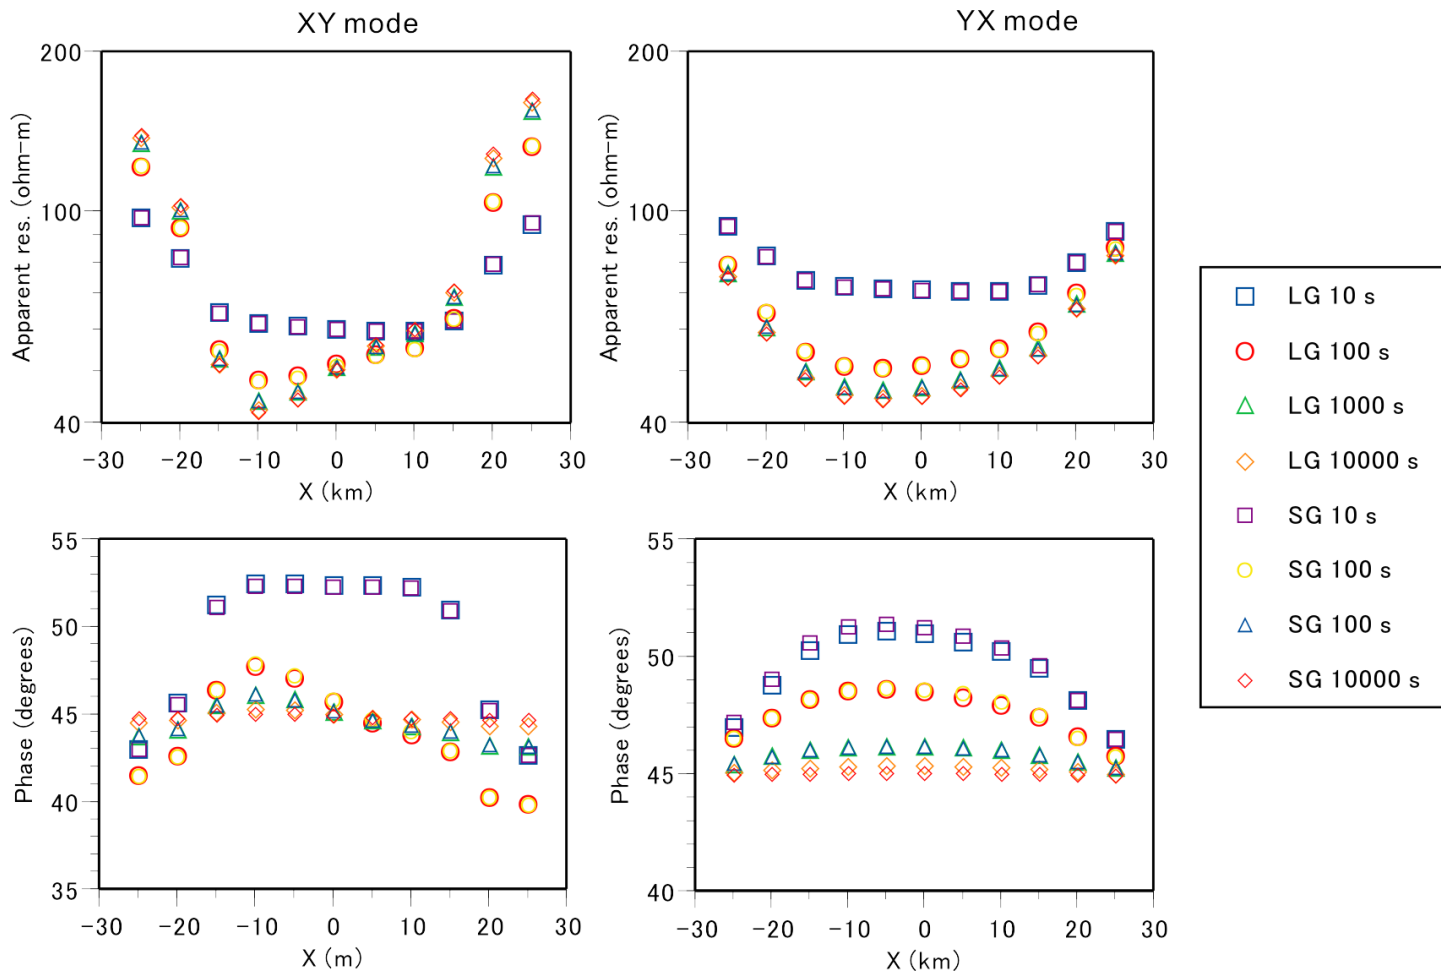 XY mode
YX mode
200
100
40
Apparent res. (ohm-m)
-30 -20 -10 0 10 20 30
X (km)
200
100
40
Apparent res. (ohm-m)
-30 -20 -10 0 10 20 30
X (km)
55
50
45
40
35
Phase (degrees)
-30 -20 -10 0 10 20 30
X (m)
55
50
45
40
Phase (degrees)
-30 -20 -10 0 10 20 30
X (km)
LG 10 s
LG 100 s
LG 1000 s
LG 10000 s
SG 10 s
SG 100 s
SG 100 s
SG 10000 s